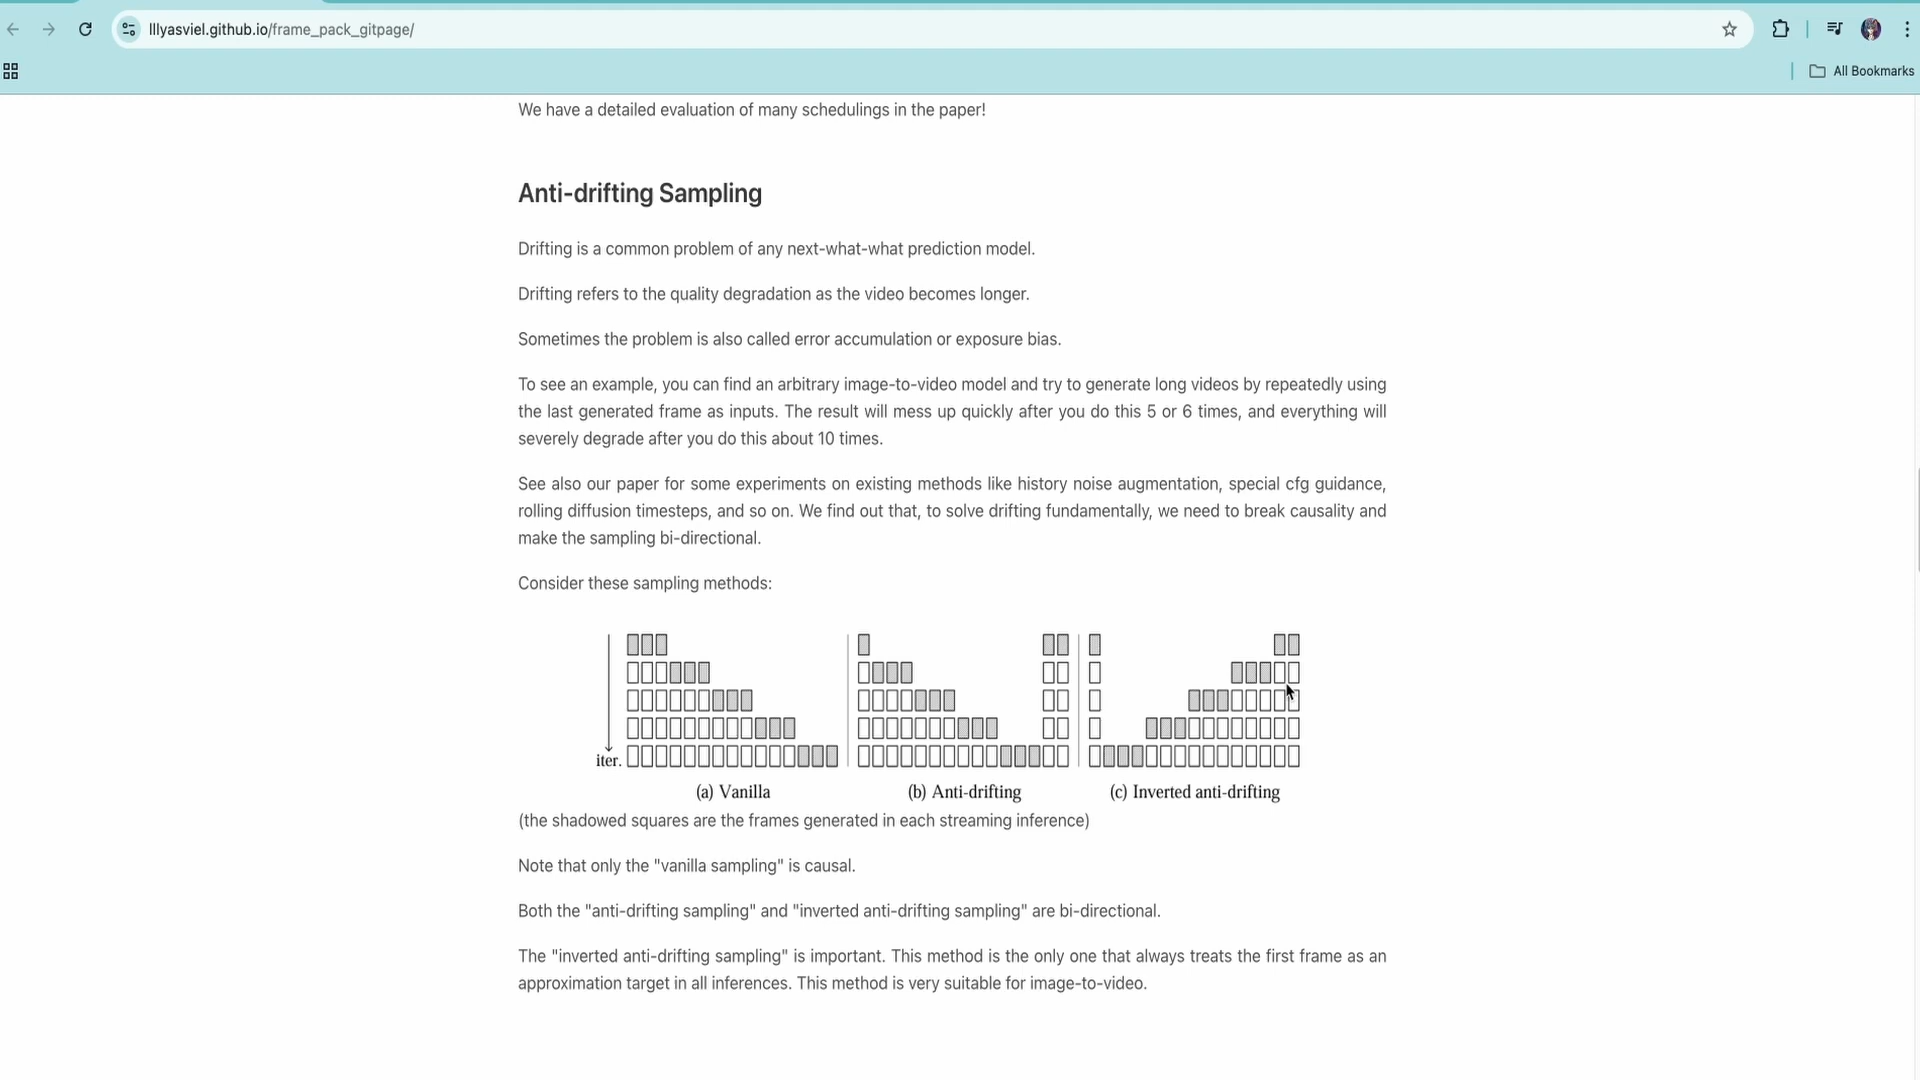 lllyasviel.github.io/frame_pack_gitpage/
All Bookmarks
We have a detailed evaluation of many schedulings in the paper!
Anti-drifting Sampling
Drifting is a common problem of any next-what-what prediction model.
Drifting refers to the quality degradation as the video becomes longer.
Sometimes the problem is also called error accumulation or exposure bias.
To see an example, you can find an arbitrary image-to-video model and try to generate long videos by repeatedly using
the last generated frame as inputs. The result will mess up quickly after you do this 5 or 6 times, and everything will
severely degrade after you do this about 10 times.
See also our paper for some experiments on existing methods like history noise augmentation, special cfg guidance,
rolling diffusion timesteps, and so on. We find out that, to solve drifting fundamentally, we need to break causality and
make the sampling bi-directional.
Consider these sampling methods:
iter.
(a) Vanilla
(b) Anti-drifting
(c) Inverted anti-drifting
(the shadowed squares are the frames generated in each streaming inference)
Note that only the "vanilla sampling" is causal.
Both the "anti-drifting sampling" and "inverted anti-drifting sampling" are bi-directional.
The "inverted anti-drifting sampling" is important. This method is the only one that always treats the first frame as an
approximation target in all inferences. This method is very suitable for image-to-video.